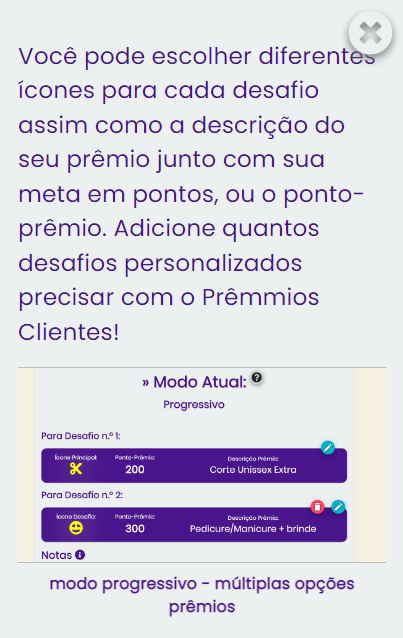 Você pode escolher diferentes
ícones para cada desafio
assim como a descrição do
seu prêmio junto com sua
meta em pontos, ou o ponto-
prêmio. Adicione quantos
desafios personalizados
precisar com o Prêmmios
Clientes!
» Modo Atual: ?
Progressivo
Para Desafio n.º 1:
Ícone Principal: Ponto-Prêmio: Descrição Prêmio:
200 Corte Unissex Extra
Para Desafio n.º 2:
Ícone Desafio: Ponto-Prêmio: Descrição Prêmio:
300 Pedicure/Manicure + brinde
Notas i
modo progressivo - múltiplas opções
prêmios